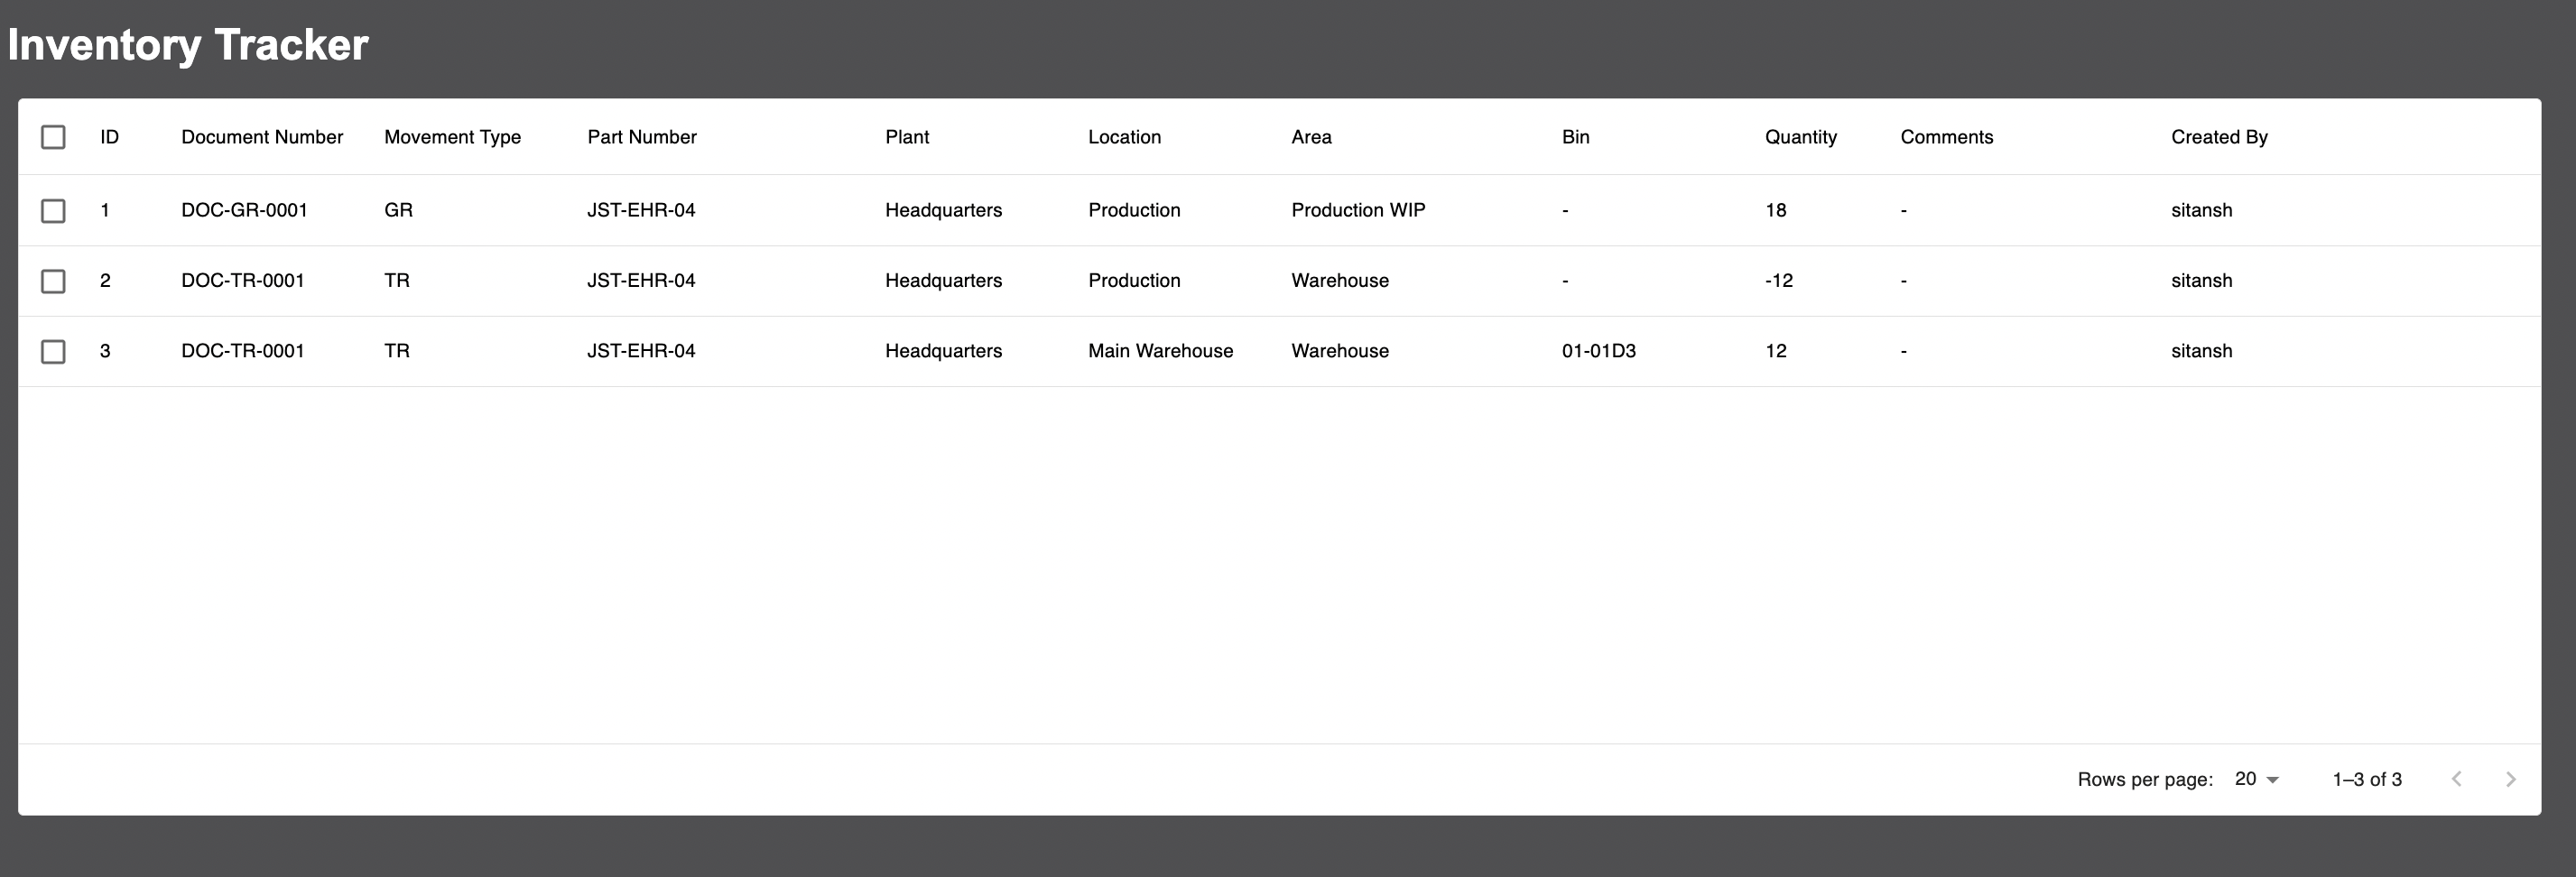 Inventory Tracker
ID Document Number Movement Type Part Number Plant Location Area Bin Quantity Comments Created By
1 DOC-GR-0001 GR JST-EHR-04 Headquarters Production Production WIP - 18 - sitansh
2 DOC-TR-0001 TR JST-EHR-04 Headquarters Production Warehouse - -12 - sitansh
3 DOC-TR-0001 TR JST-EHR-04 Headquarters Main Warehouse Warehouse 01-01D3 12 - sitansh
Rows per page: 20 1–3 of 3